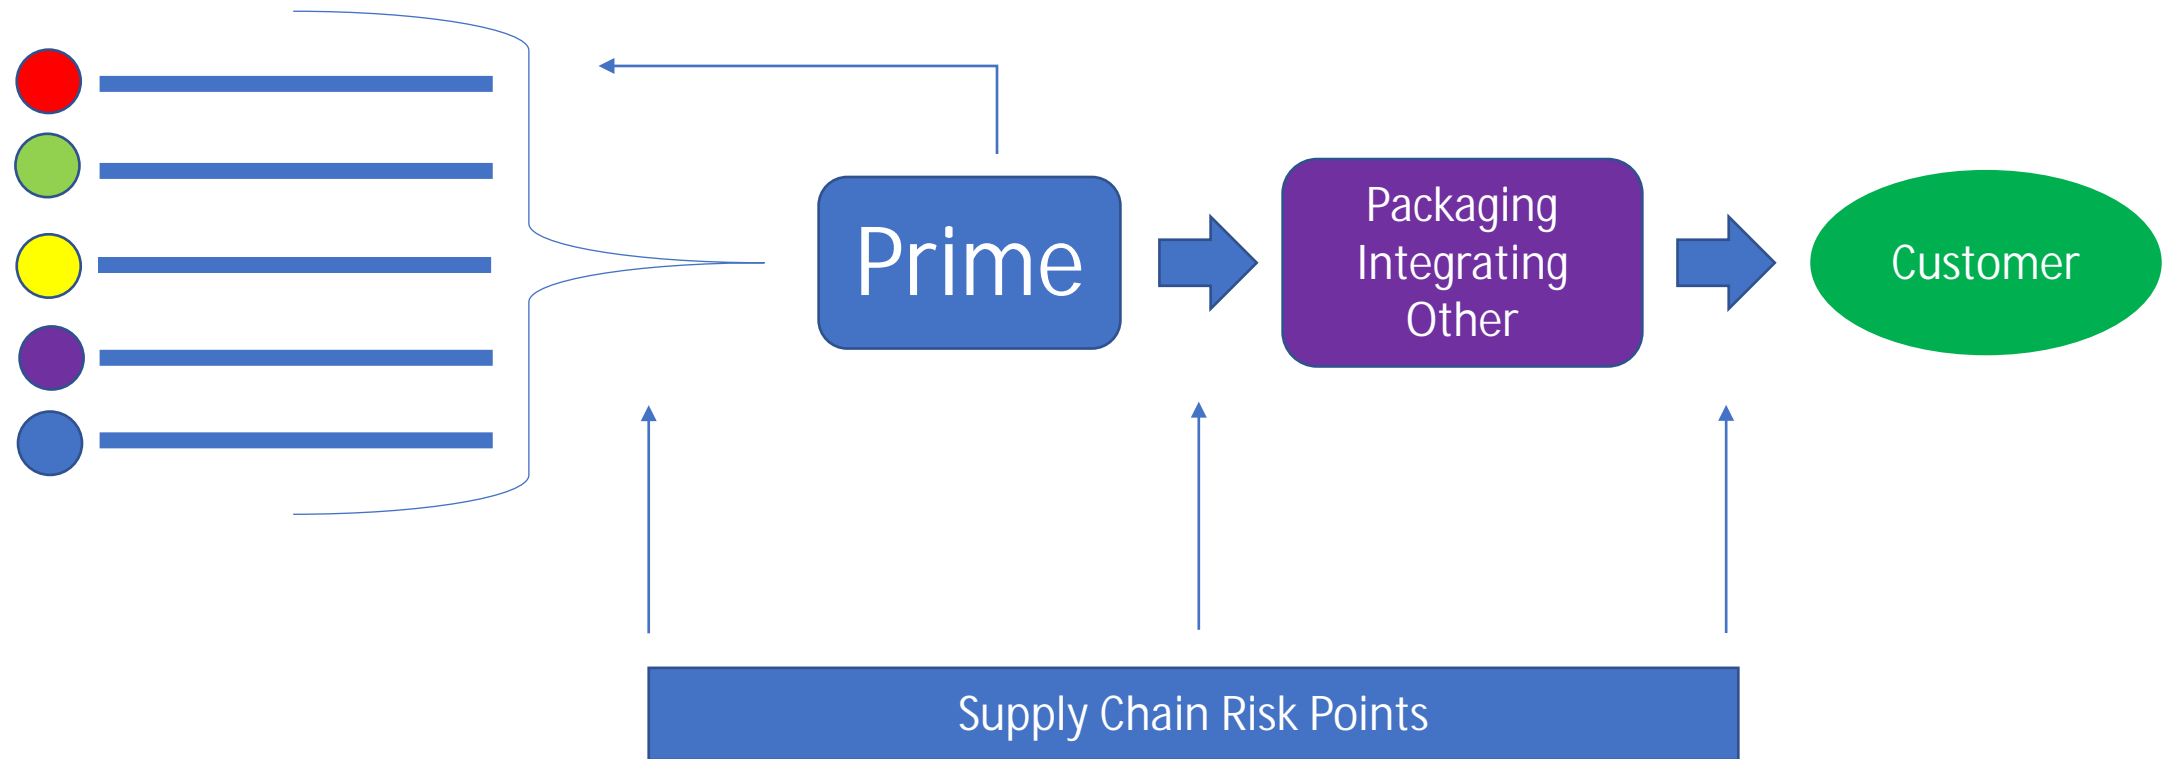 Prime
Packaging
Integrating
Other
Customer
Supply Chain Risk Points